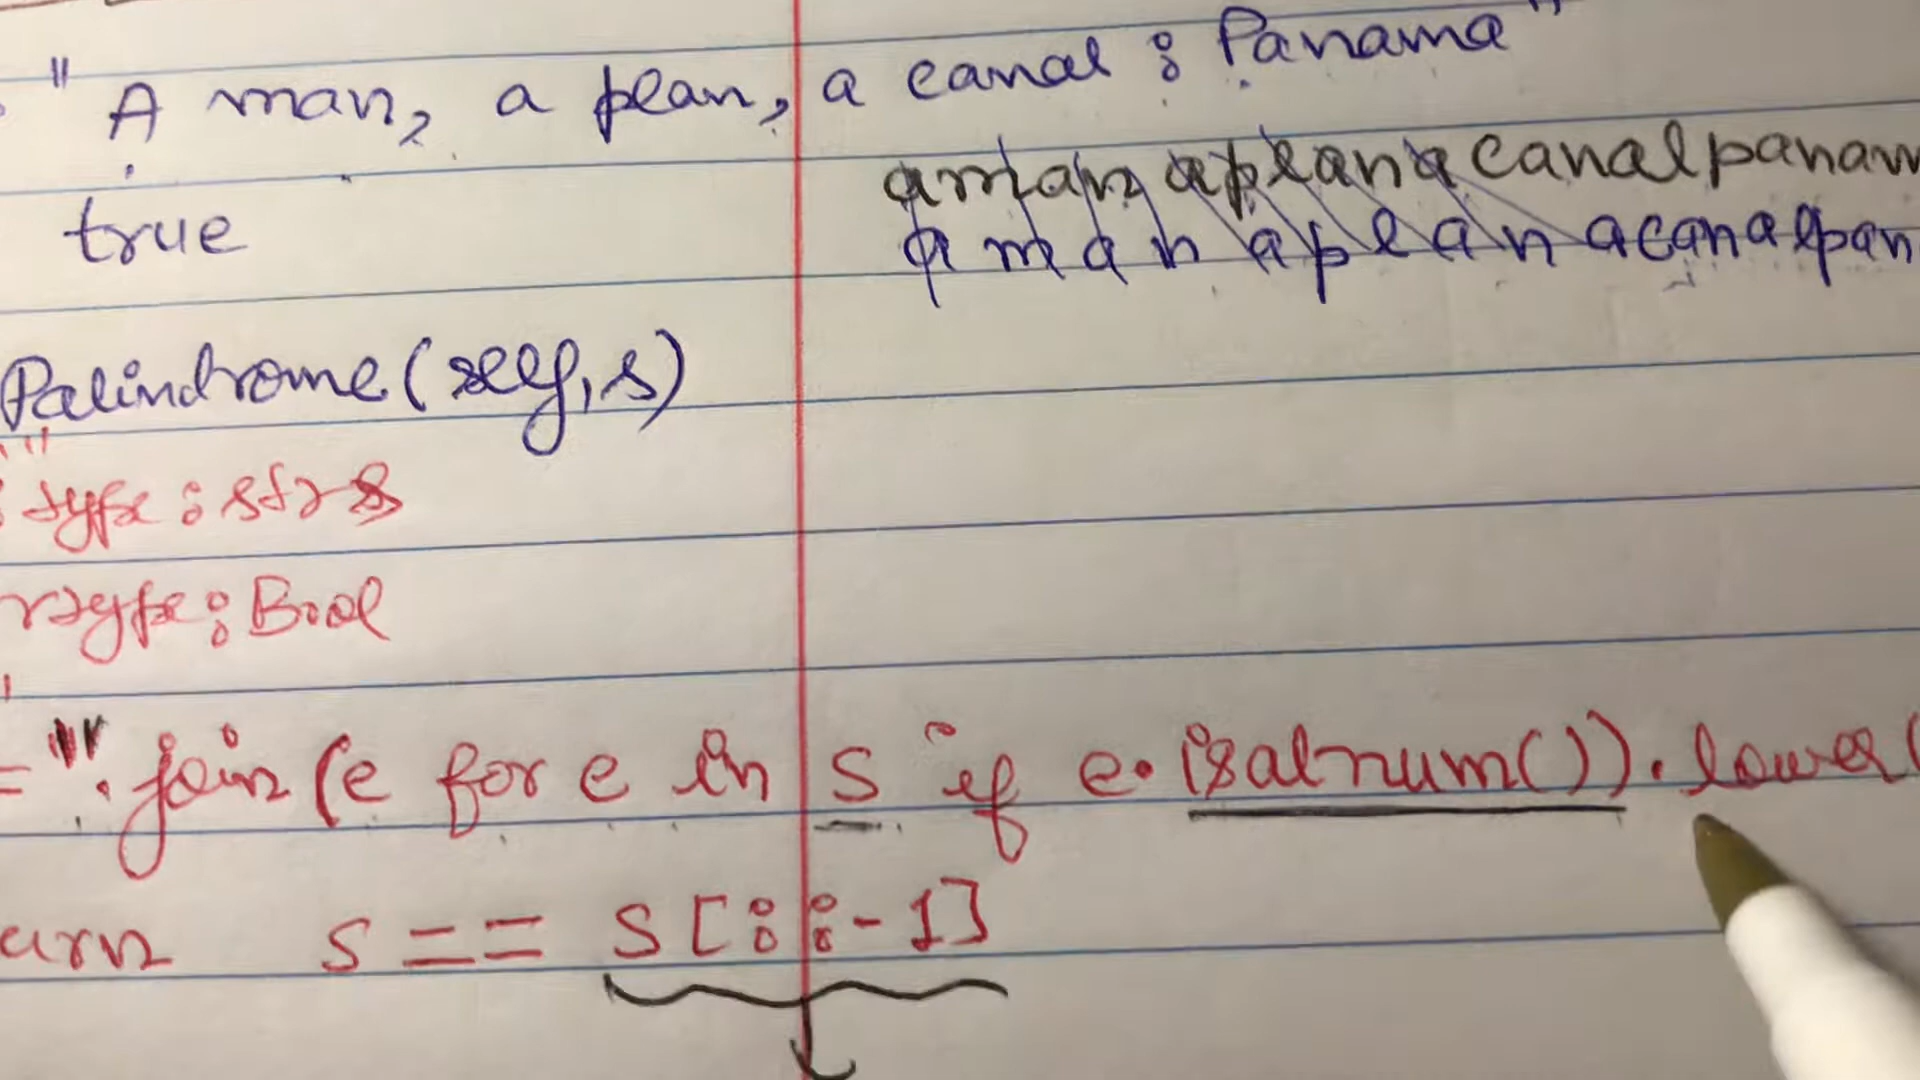 " A man, a plan, a canal : Panama"
amanaplanacanalpanam
true
amanaplanacanalpan
Palindrome(self, s)
"
: type : str s
rtype: Bool
= "".join(e for e in s if e.isalnum()).lower(
urn s == s[::-1]